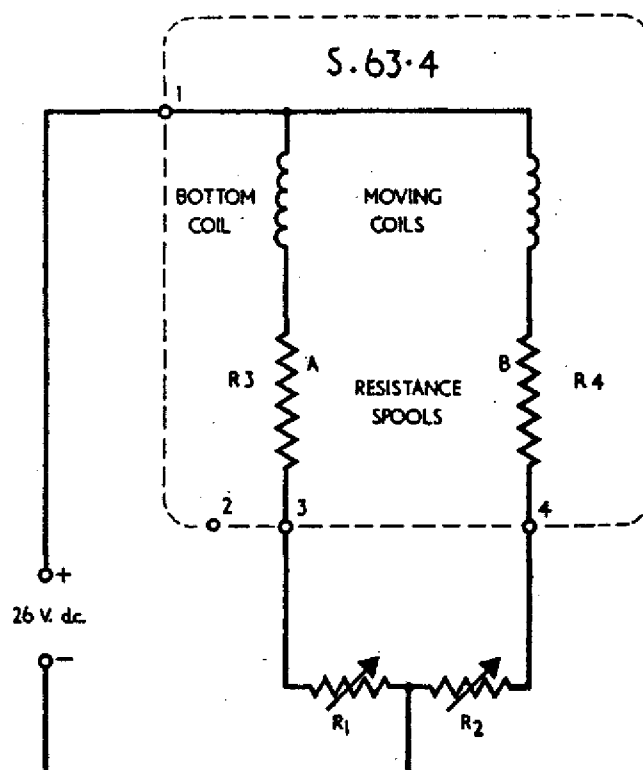 S.63.4
1
BOTTOM COIL
MOVING COILS
R3
A
B
R4
RESISTANCE SPOOLS
2
3
4
+
26 V. d.c.
−
R1
R2